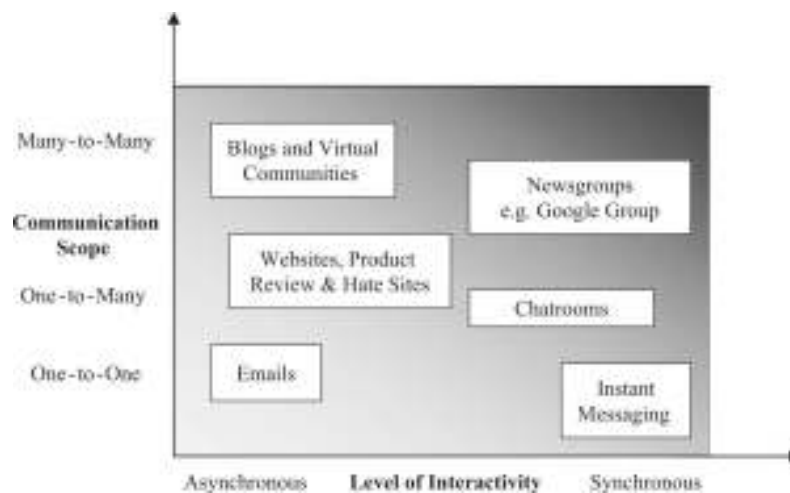 Many-to-Many
Blogs and Virtual
Communities
Newsgroups
e.g. Google Group
Communication
Scope
Websites, Product
Review & Hate Sites
One-to-Many
Chatrooms
One-to-One
Emails
Instant
Messaging
Asynchronous Level of Interactivity Synchronous